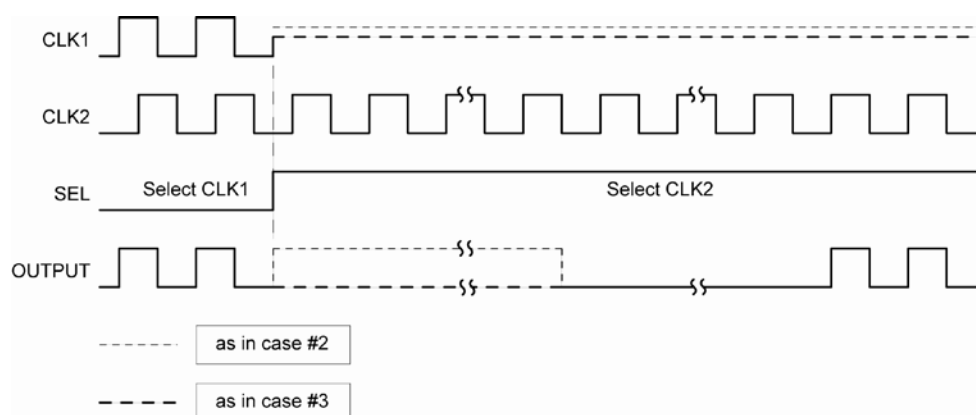 CLK1
CLK2
SEL
Select CLK1
Select CLK2
OUTPUT
as in case #2
as in case #3